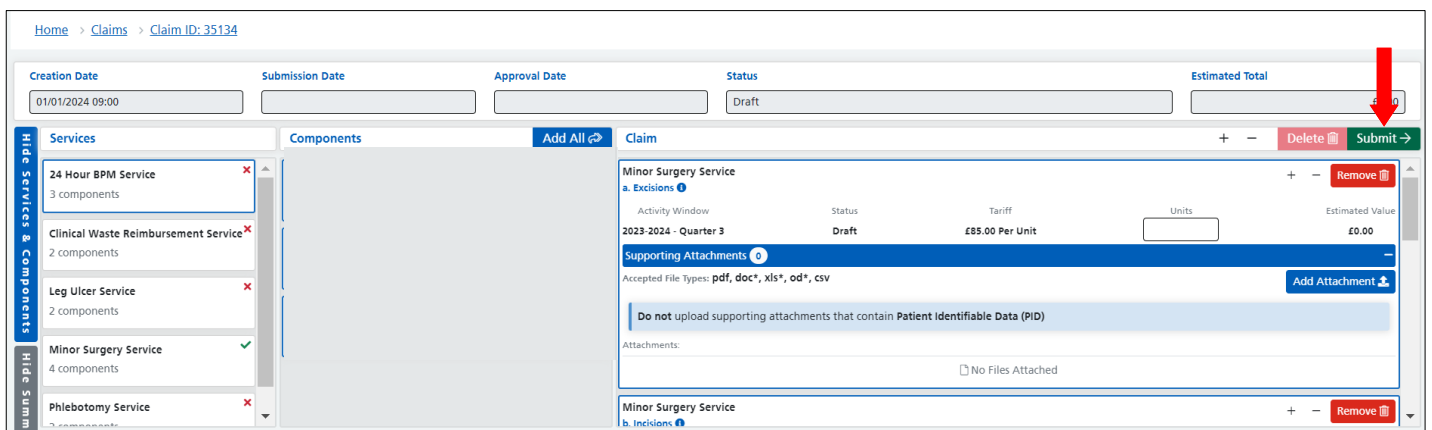 Home > Claims > Claim ID: 35134
Creation Date Submission Date Approval Date Status Estimated Total
01/01/2024 09:00 Draft
Hide Services & Components
Hide Summ
Services
24 Hour BPM Service
3 components
Clinical Waste Reimbursement Service
2 components
Leg Ulcer Service
2 components
Minor Surgery Service
4 components
Phlebotomy Service
Components Add All
Claim + − Delete Submit →
Minor Surgery Service + − Remove
a. Excisions
Activity Window Status Tariff Units Estimated Value
2023-2024 - Quarter 3 Draft £85.00 Per Unit £0.00
Supporting Attachments 0 −
Accepted File Types: pdf, doc*, xls*, od*, csv Add Attachment
Do not upload supporting attachments that contain Patient Identifiable Data (PID)
Attachments:
No Files Attached
Minor Surgery Service + − Remove
b. Incisions